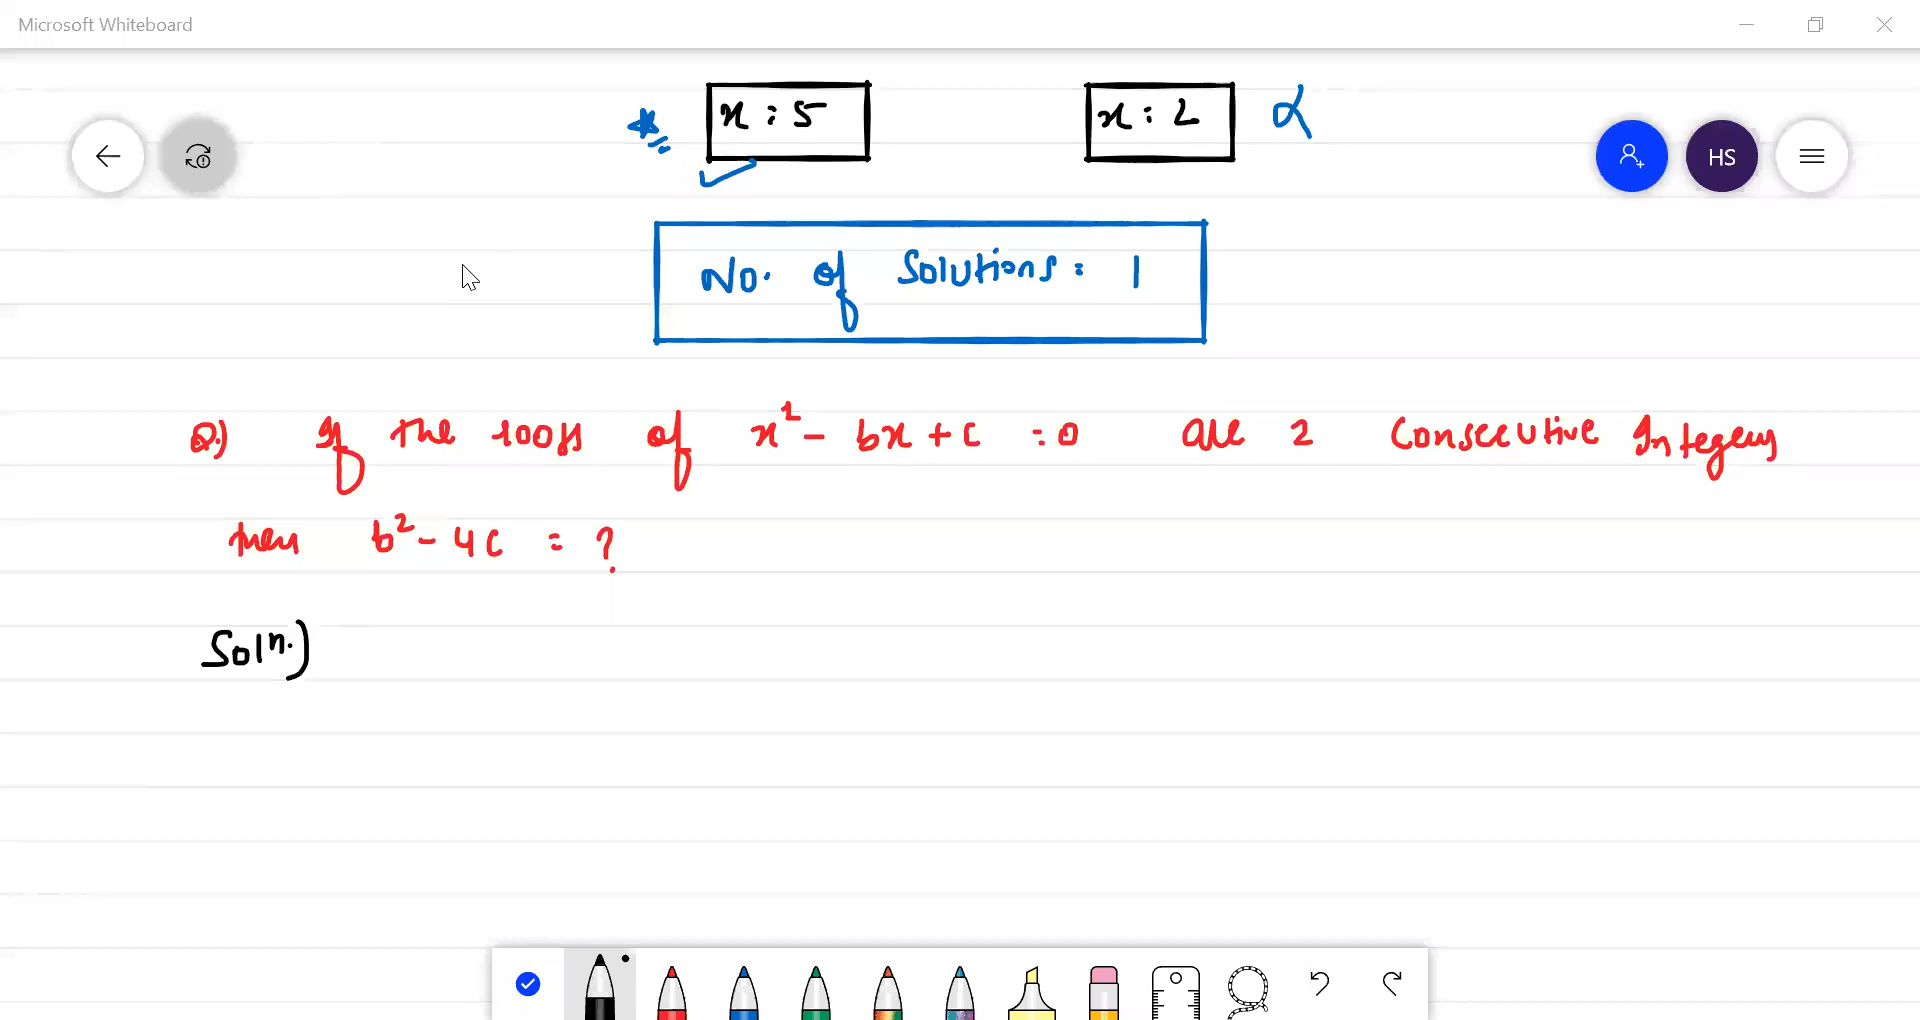 Microsoft Whiteboard
x : 5 x : 2 α
HS
No. of Solutions : 1
Q.) If the roots of x² - bx + c = 0 are 2 Consecutive Integers
then b² - 4c = ?
Solⁿ.)